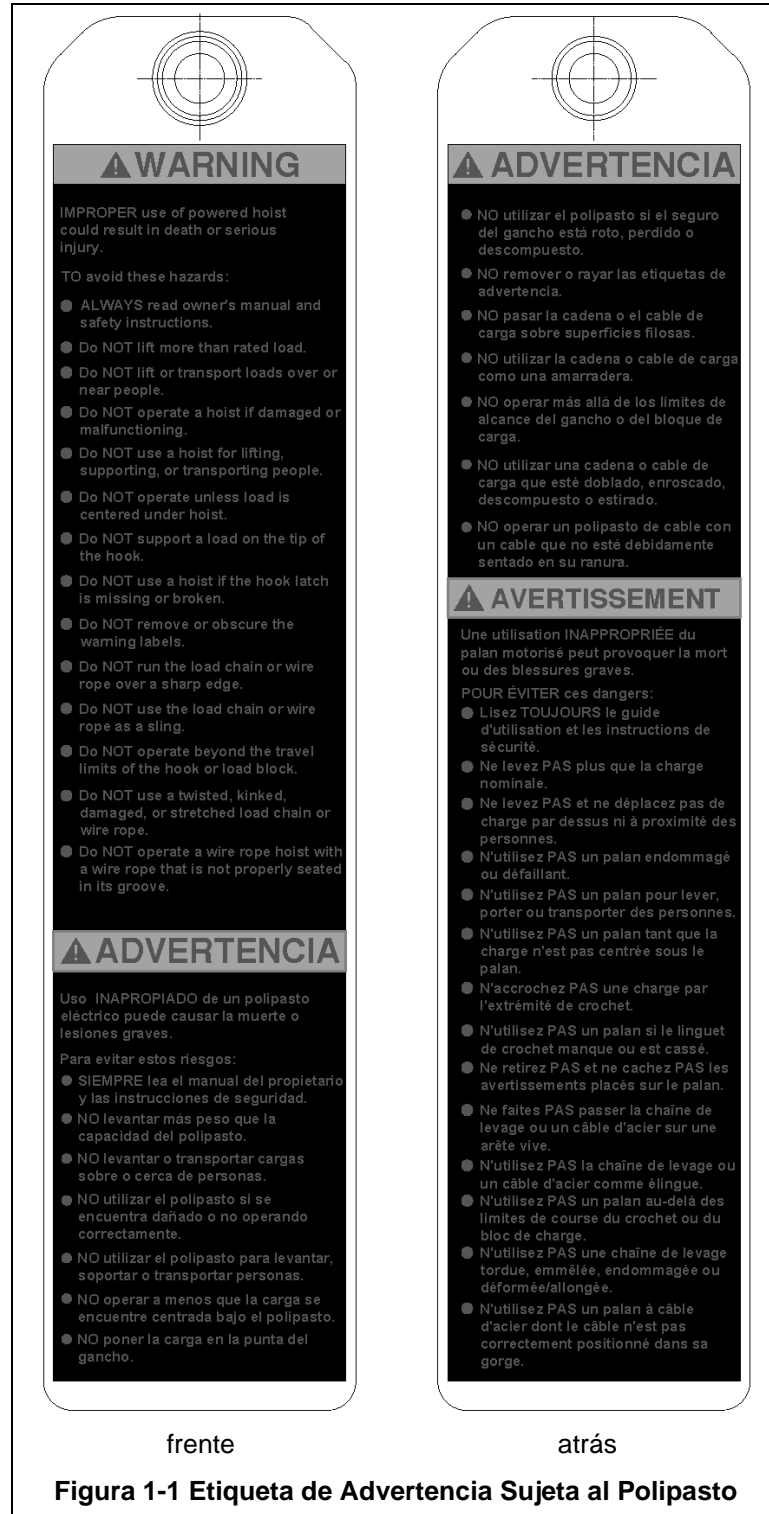 WARNING
IMPROPER use of powered hoist
could result in death or serious
injury.
TO avoid these hazards:
● ALWAYS read owner's manual and
safety instructions.
● Do NOT lift more than rated load.
● Do NOT lift or transport loads over or
near people.
● Do NOT operate a hoist if damaged or
malfunctioning.
● Do NOT use a hoist for lifting,
supporting, or transporting people.
● Do NOT operate unless load is
centered under hoist.
● Do NOT support a load on the tip of
the hook.
● Do NOT use a hoist if the hook latch
is missing or broken.
● Do NOT remove or obscure the
warning labels.
● Do NOT run the load chain or wire
rope over a sharp edge.
● Do NOT use the load chain or wire
rope as a sling.
● Do NOT operate beyond the travel
limits of the hook or load block.
● Do NOT use a twisted, kinked,
damaged, or stretched load chain or
wire rope.
● Do NOT operate a wire rope hoist with
a wire rope that is not properly seated
in its groove.
ADVERTENCIA
Uso INAPROPIADO de un polipasto
eléctrico puede causar la muerte o
lesiones graves.
Para evitar estos riesgos:
● SIEMPRE lea el manual del propietario
y las instrucciones de seguridad.
● NO levantar más peso que la
capacidad del polipasto.
● NO levantar o transportar cargas
sobre o cerca de personas.
● NO utilizar el polipasto si se
encuentra dañado o no operando
correctamente.
● NO utilizar el polipasto para levantar,
soportar o transportar personas.
● NO operar a menos que la carga se
encuentre centrada bajo el polipasto.
● NO poner la carga en la punta del
gancho.
frente
ADVERTENCIA
● NO utilizar el polipasto si el seguro
del gancho está roto, perdido o
descompuesto.
● NO remover o rayar las etiquetas de
advertencia.
● NO pasar la cadena o el cable de
carga sobre superficies filosas.
● NO utilizar la cadena o cable de carga
como una amarradera.
● NO operar más allá de los límites de
alcance del gancho o del bloque de
carga.
● NO utilizar una cadena o cable de
carga que esté doblado, enroscado,
descompuesto o estirado.
● NO operar un polipasto de cable con
un cable que no esté debidamente
sentado en su ranura.
AVERTISSEMENT
Une utilisation INAPPROPRIÉE du
palan motorisé peut provoquer la mort
ou des blessures graves.
POUR ÉVITER ces dangers:
● Lisez TOUJOURS le guide
d'utilisation et les instructions de
sécurité.
● Ne levez PAS plus que la charge
nominale.
● Ne levez PAS et ne déplacez pas de
charge par dessus ni à proximité des
personnes.
● N'utilisez PAS un palan endommagé
ou défaillant.
● N'utilisez PAS un palan pour lever,
porter ou transporter des personnes.
● N'utilisez PAS un palan tant que la
charge n'est pas centrée sous le
palan.
● N'accrochez PAS une charge par
l'extrémité de crochet.
● N'utilisez PAS un palan si le linguet
de crochet manque ou est cassé.
● Ne retirez PAS et ne cachez PAS les
avertissements placés sur le palan.
● Ne faites PAS passer la chaîne de
levage ou un câble d'acier sur une
arête vive.
● N'utilisez PAS la chaîne de levage ou
un câble d'acier comme élingue.
● N'utilisez PAS un palan au-delà des
limites de course du crochet ou du
bloc de charge.
● N'utilisez PAS une chaîne de levage
tordue, emmêlée, endommagée ou
déformée/allongée.
● N'utilisez PAS un palan à câble
d'acier dont le câble n'est pas
correctement positionné dans sa
gorge.
atrás
Figura 1-1 Etiqueta de Advertencia Sujeta al Polipasto